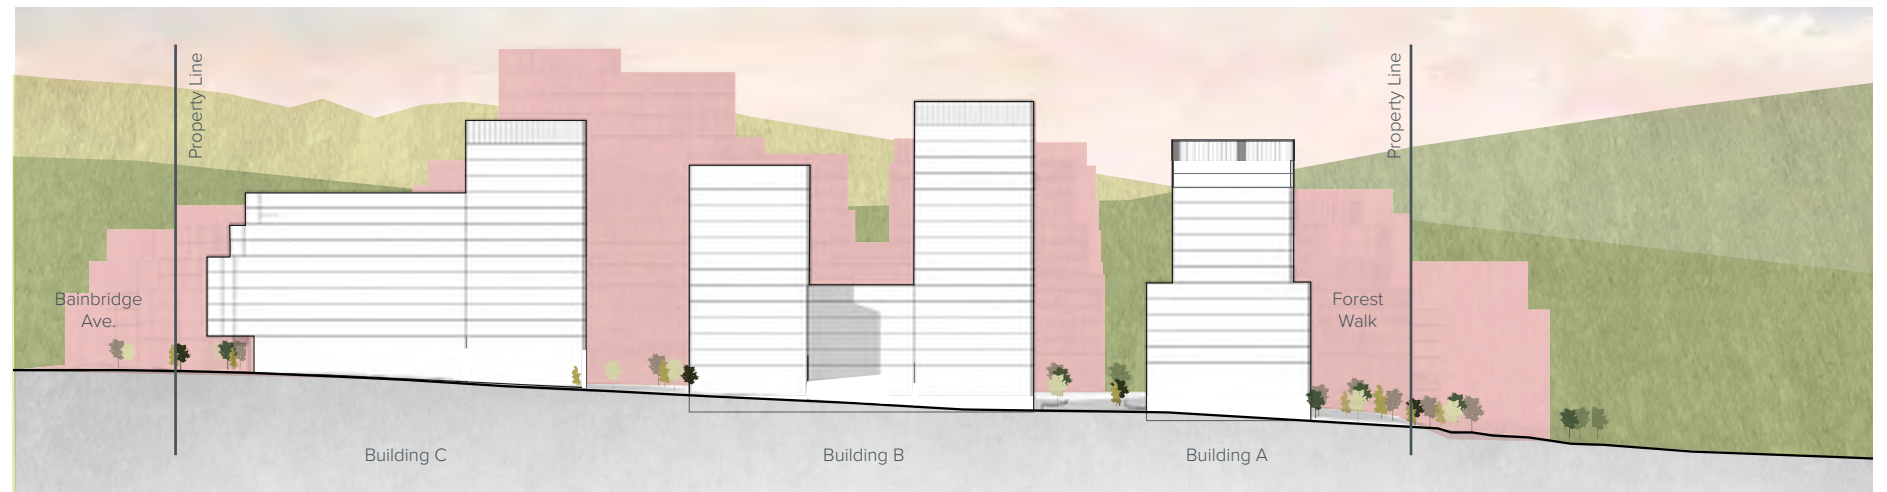 Property Line
Property Line
Bainbridge
Ave.
Forest
Walk
Building C
Building B
Building A